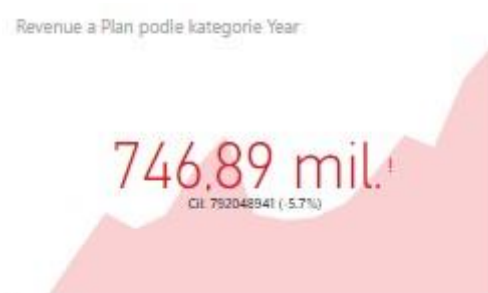 Revenue a Plan podle kategorie Year
746,89 mil.!
Cíl: 792048941 (-5.7%)